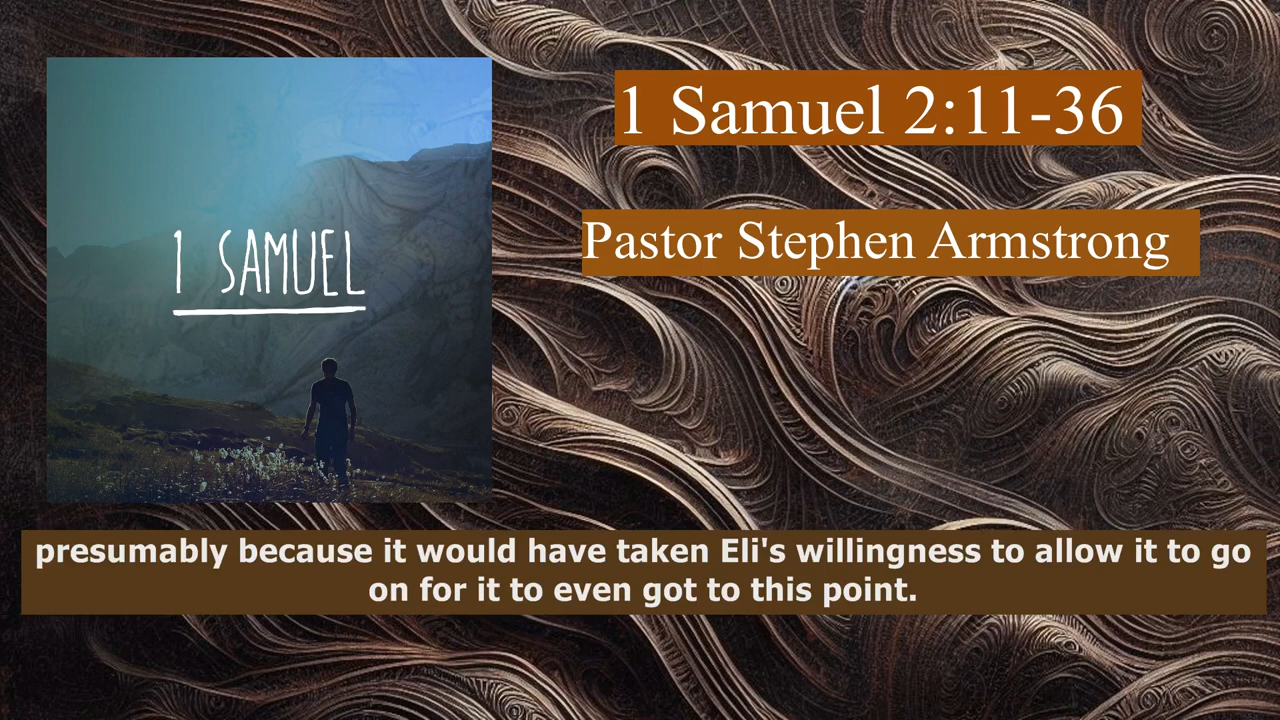 1 SAMUEL
1 Samuel 2:11-36
Pastor Stephen Armstrong
presumably because it would have taken Eli's willingness to allow it to go
on for it to even got to this point.